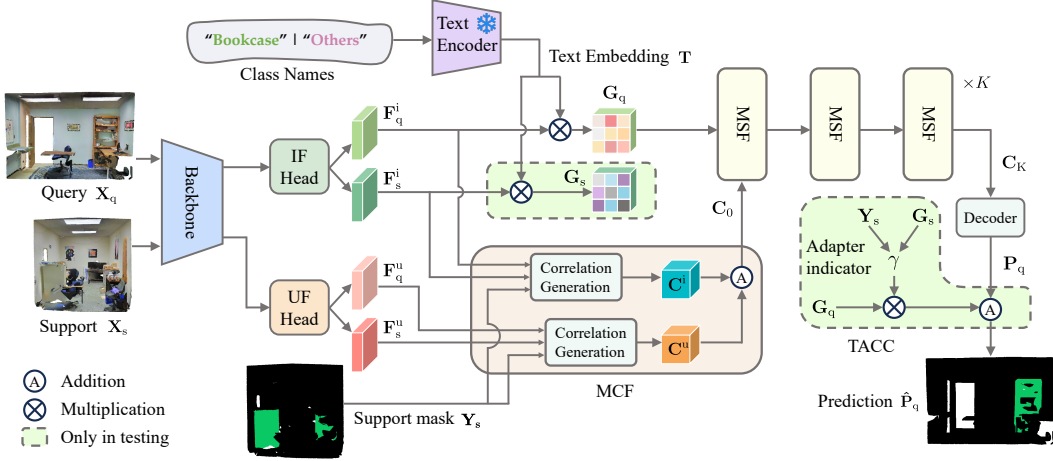 "Bookcase" | "Others"
Class Names
Text
Encoder
Text Embedding T
Query X_q
Support X_s
Backbone
IF
Head
UF
Head
F_q^i
F_s^i
F_q^u
F_s^u
G_q
G_s
MSF
MSF
MSF
×K
C_K
C_0
Correlation
Generation
C^i
A
Correlation
Generation
C^u
MCF
Support mask Y_s
Decoder
P_q
Y_s
G_s
Adapter
indicator
γ
G_q
A
TACC
Prediction P̂_q
A Addition
Multiplication
Only in testing